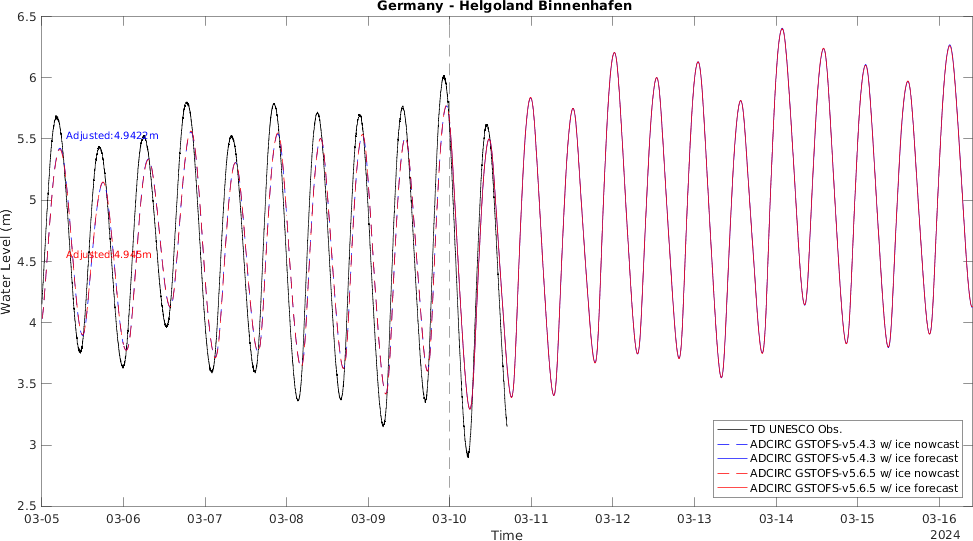 Germany - Helgoland Binnenhafen
6.5
6
5.5
5
4.5
4
3.5
3
2.5
Water Level (m)
Adjusted:4.9422m
Adjusted:4.945m
TD UNESCO Obs.
ADCIRC GSTOFS-v5.4.3 w/ ice nowcast
ADCIRC GSTOFS-v5.4.3 w/ ice forecast
ADCIRC GSTOFS-v5.6.5 w/ ice nowcast
ADCIRC GSTOFS-v5.6.5 w/ ice forecast
03-05 03-06 03-07 03-08 03-09 03-10 03-11 03-12 03-13 03-14 03-15 03-16
Time
2024